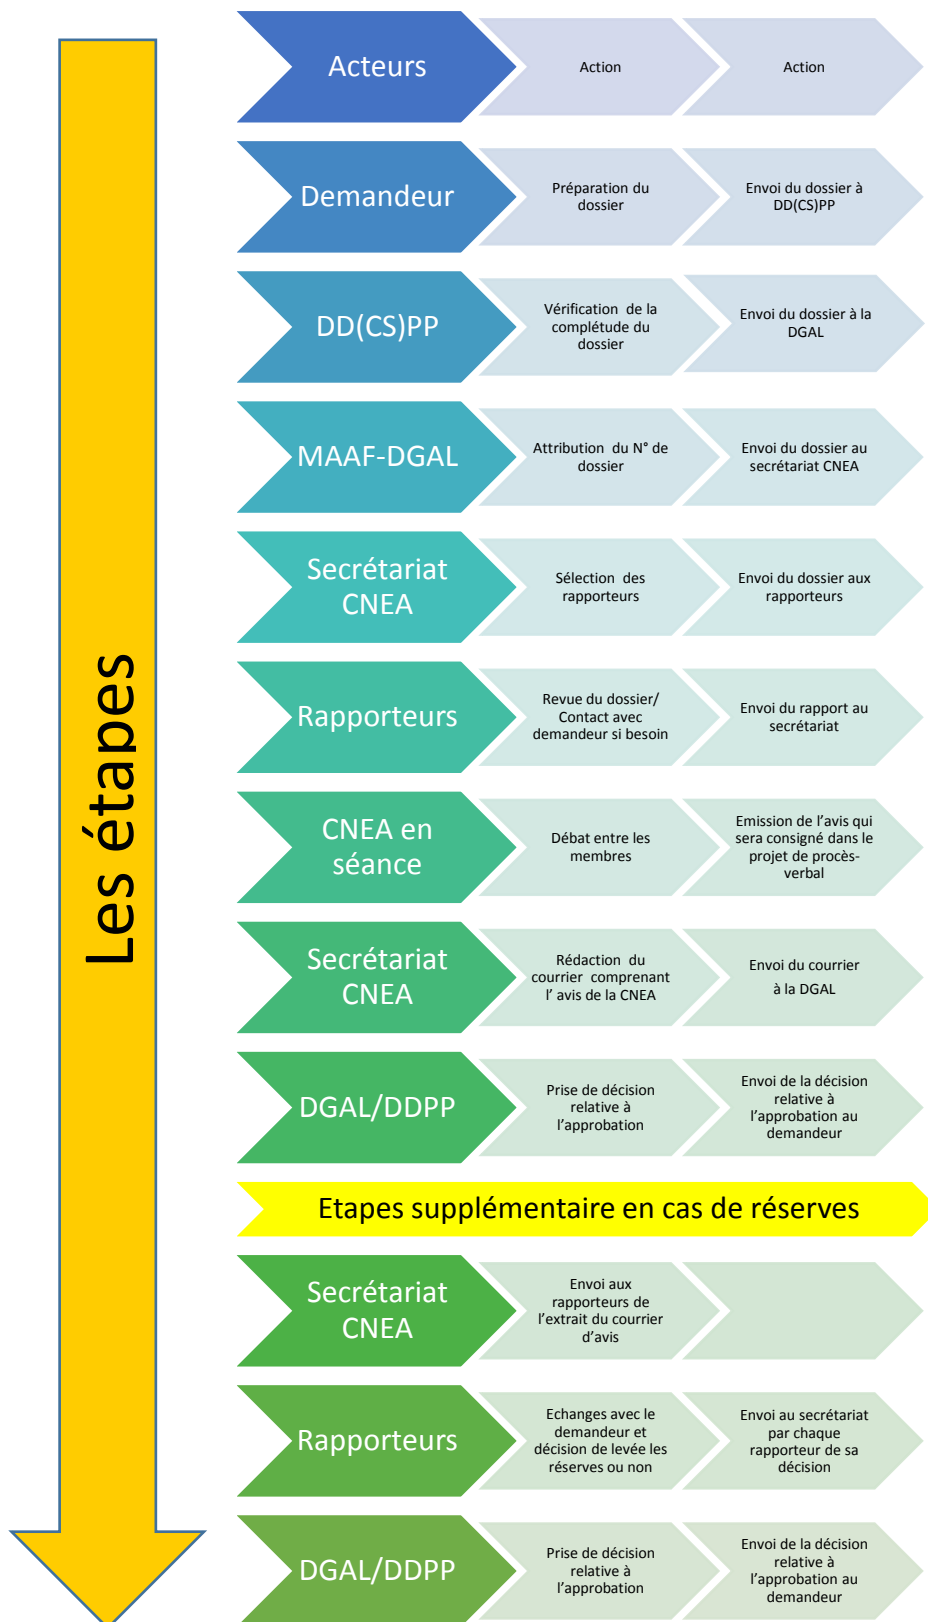 Les étapes
Acteurs
Action
Action
Demandeur
Préparation du
dossier
Envoi du dossier à
DD(CS)PP
DD(CS)PP
Vérification de la
complétude du
dossier
Envoi du dossier à la
DGAL
MAAF-DGAL
Attribution du N° de
dossier
Envoi du dossier au
secrétariat CNEA
Secrétariat
CNEA
Sélection des
rapporteurs
Envoi du dossier aux
rapporteurs
Rapporteurs
Revue du dossier/
Contact avec
demandeur si besoin
Envoi du rapport au
secrétariat
CNEA en
séance
Débat entre les
membres
Emission de l'avis qui
sera consigné dans le
projet de procès-
verbal
Secrétariat
CNEA
Rédaction du
courrier comprenant
l' avis de la CNEA
Envoi du courrier
à la DGAL
DGAL/DDPP
Prise de décision
relative à
l'approbation
Envoi de la décision
relative à
l'approbation au
demandeur
Etapes supplémentaire en cas de réserves
Secrétariat
CNEA
Envoi aux
rapporteurs de
l'extrait du courrier
d'avis
Rapporteurs
Echanges avec le
demandeur et
décision de levée les
réserves ou non
Envoi au secrétariat
par chaque
rapporteur de sa
décision
DGAL/DDPP
Prise de décision
relative à
l'approbation
Envoi de la décision
relative à
l'approbation au
demandeur